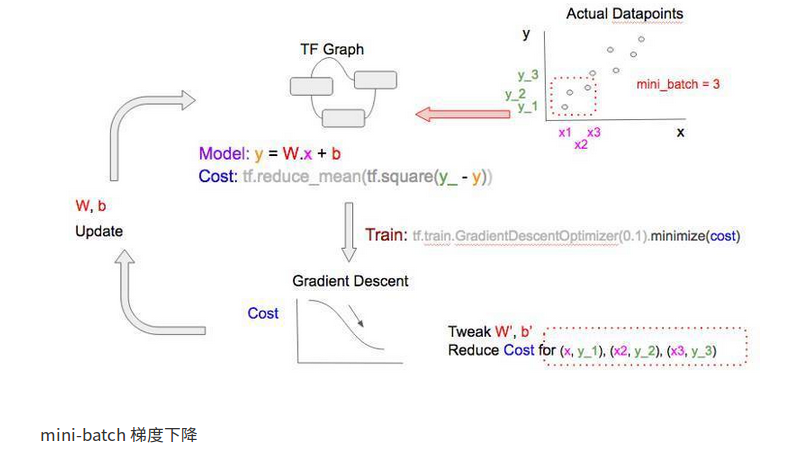 Actual Datapoints
y
TF Graph
y_3
y_2
y_1
mini_batch = 3
x1
x3
x2
x
Model: y = W.x + b
Cost: tf.reduce_mean(tf.square(y_ - y))
W, b
Update
Train: tf.train.GradientDescentOptimizer(0.1).minimize(cost)
Gradient Descent
Cost
Tweak W', b'
Reduce Cost for (x, y_1), (x2, y_2), (x3, y_3)
mini-batch 梯度下降